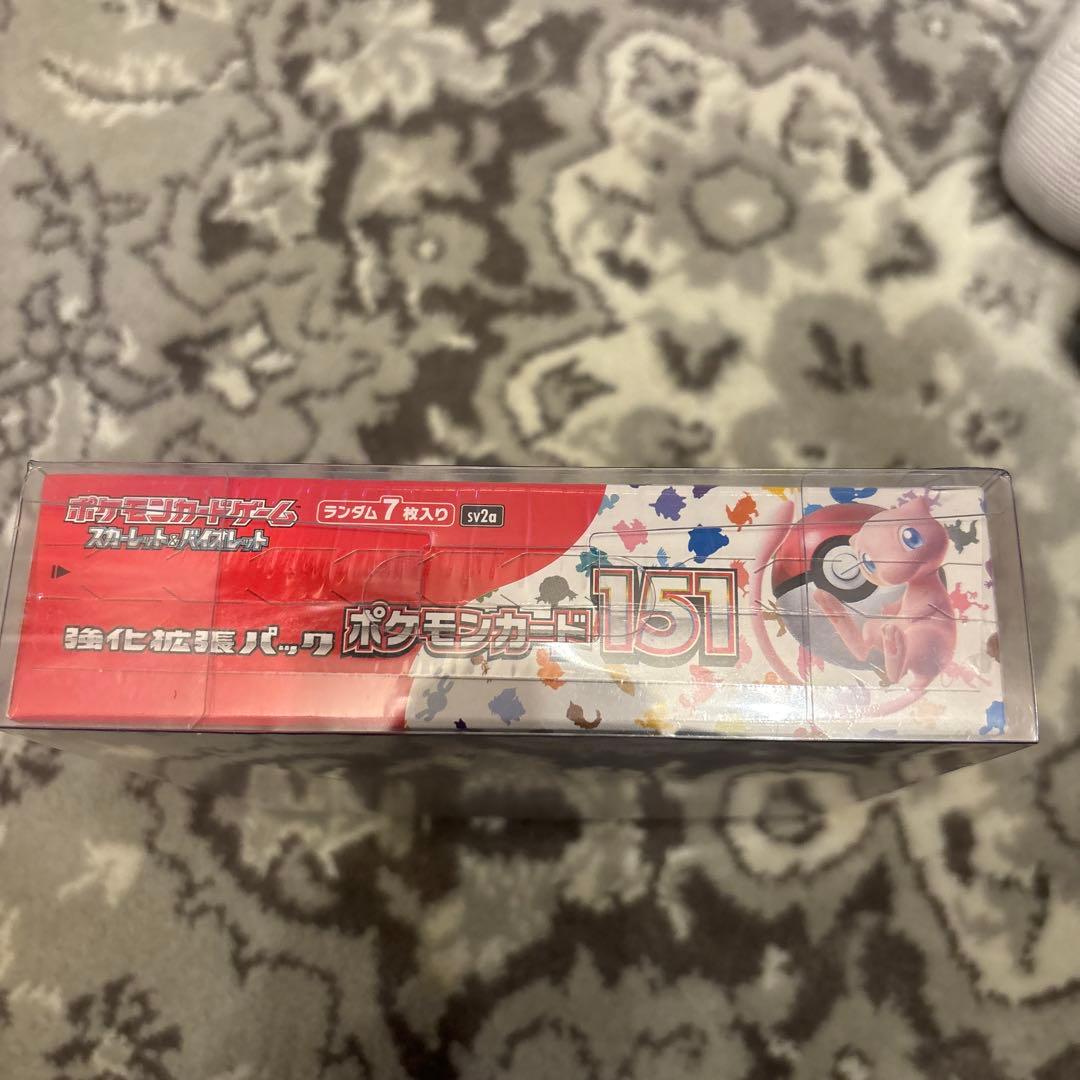 ポケモンカードゲーム
スカーレット&バイオレット
ランダム7枚入り sv2a
強化拡張パック ポケモンカード151